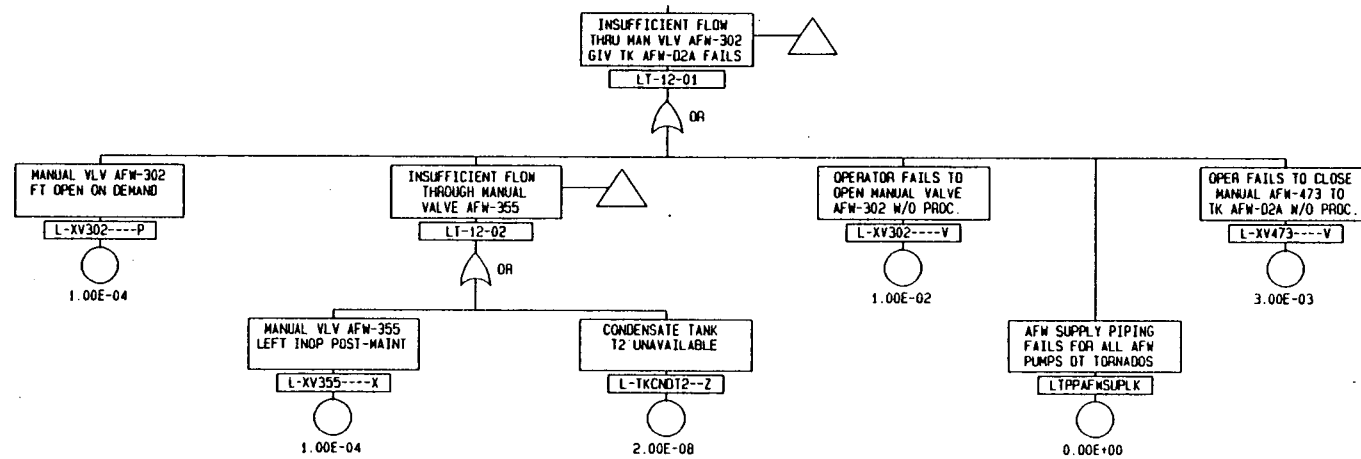 INSUFFICIENT FLOW
THRU MAN VLV AFW-302
GIV TK AFW-02A FAILS
LT-12-01
OR
MANUAL VLV AFW-302
FT OPEN ON DEMAND
L-XV302----P
1.00E-04
INSUFFICIENT FLOW
THROUGH MANUAL
VALVE AFW-355
LT-12-02
OR
OPERATOR FAILS TO
OPEN MANUAL VALVE
AFW-302 W/O PROC.
L-XV302----V
1.00E-02
OPER FAILS TO CLOSE
MANUAL AFW-473 TO
TK AFW-02A W/O PROC.
L-XV473----V
3.00E-03
MANUAL VLV AFW-355
LEFT INOP POST-MAINT
L-XV355----X
1.00E-04
CONDENSATE TANK
T2 UNAVAILABLE
L-TKCNDT2--Z
2.00E-08
AFW SUPPLY PIPING
FAILS FOR ALL AFW
PUMPS DT TORNADOS
LTPPAFWSUPLK
0.00E+00